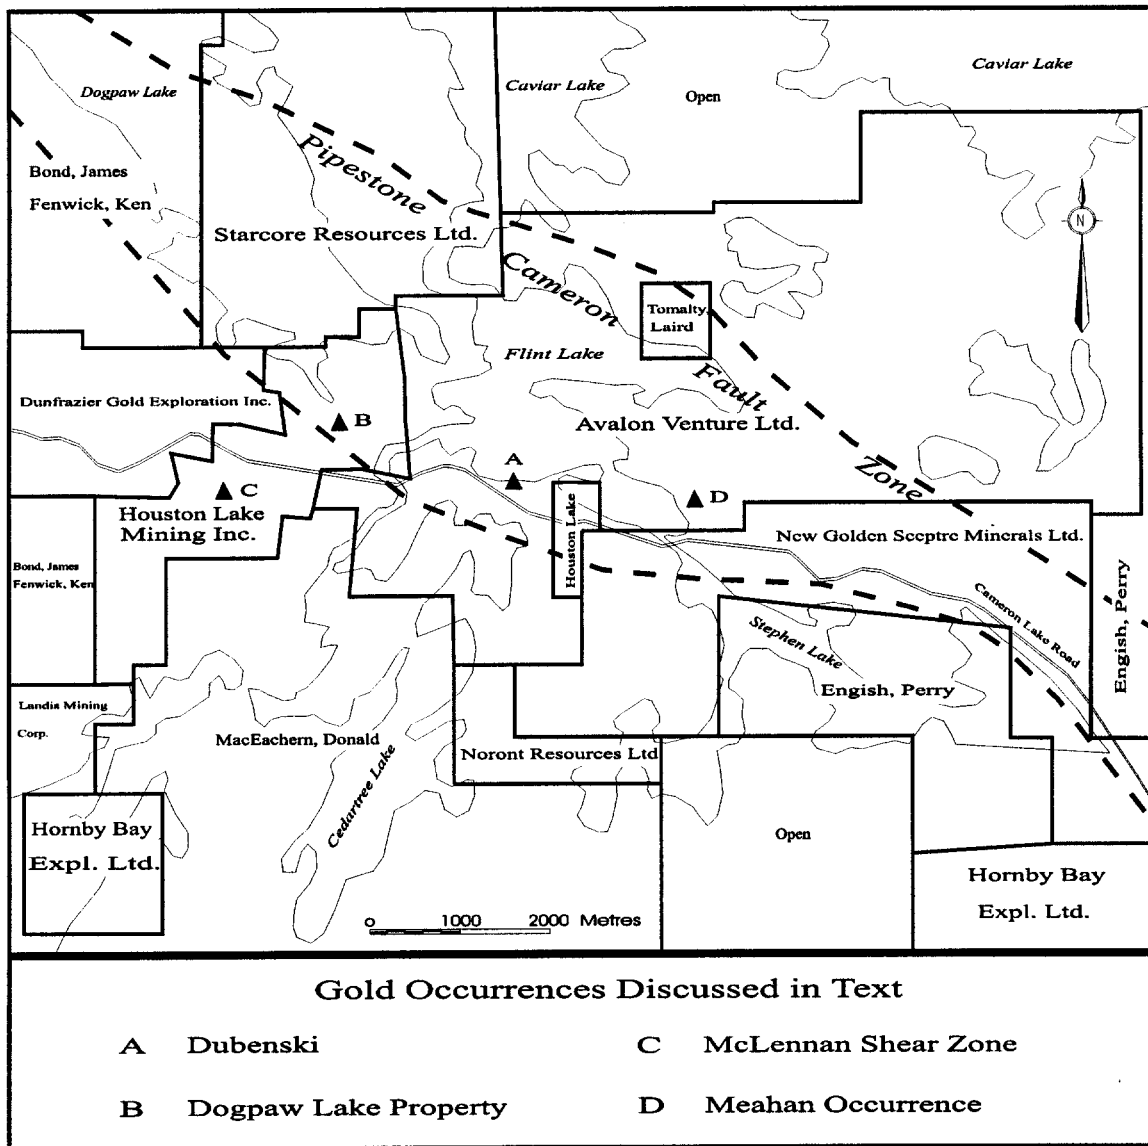 Dogpaw Lake
Caviar Lake
Open
Caviar Lake
Bond, James
Fenwick, Ken
Pipestone
Starcore Resources Ltd.
N
Cameron
Tomalty,
Laird
Flint Lake
Fault
Dunfrazier Gold Exploration Inc.
B
Avalon Venture Ltd.
A
Zone
C
D
Houston Lake
Mining Inc.
Houston Lake
New Golden Sceptre Minerals Ltd.
Bond, James
Fenwick, Ken
Cameron Lake Road
Engish, Perry
Stephen Lake
Engish, Perry
Landis Mining
Corp.
MacEachern, Donald
Cedartree Lake
Noront Resources Ltd
Hornby Bay
Expl. Ltd.
Open
Hornby Bay
Expl. Ltd.
0 1000 2000 Metres
Gold Occurrences Discussed in Text
A Dubenski
C McLennan Shear Zone
B Dogpaw Lake Property
D Meahan Occurrence